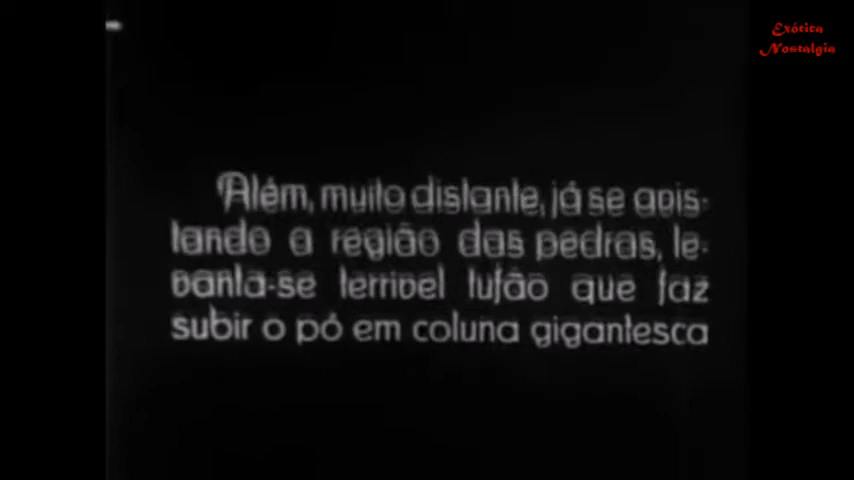 Exótica
Nostalgia
Além, muito distante, já se avis-
tando a região das pedras, le-
vanta-se terrivel tufão que faz
subir o pó em coluna gigantesca